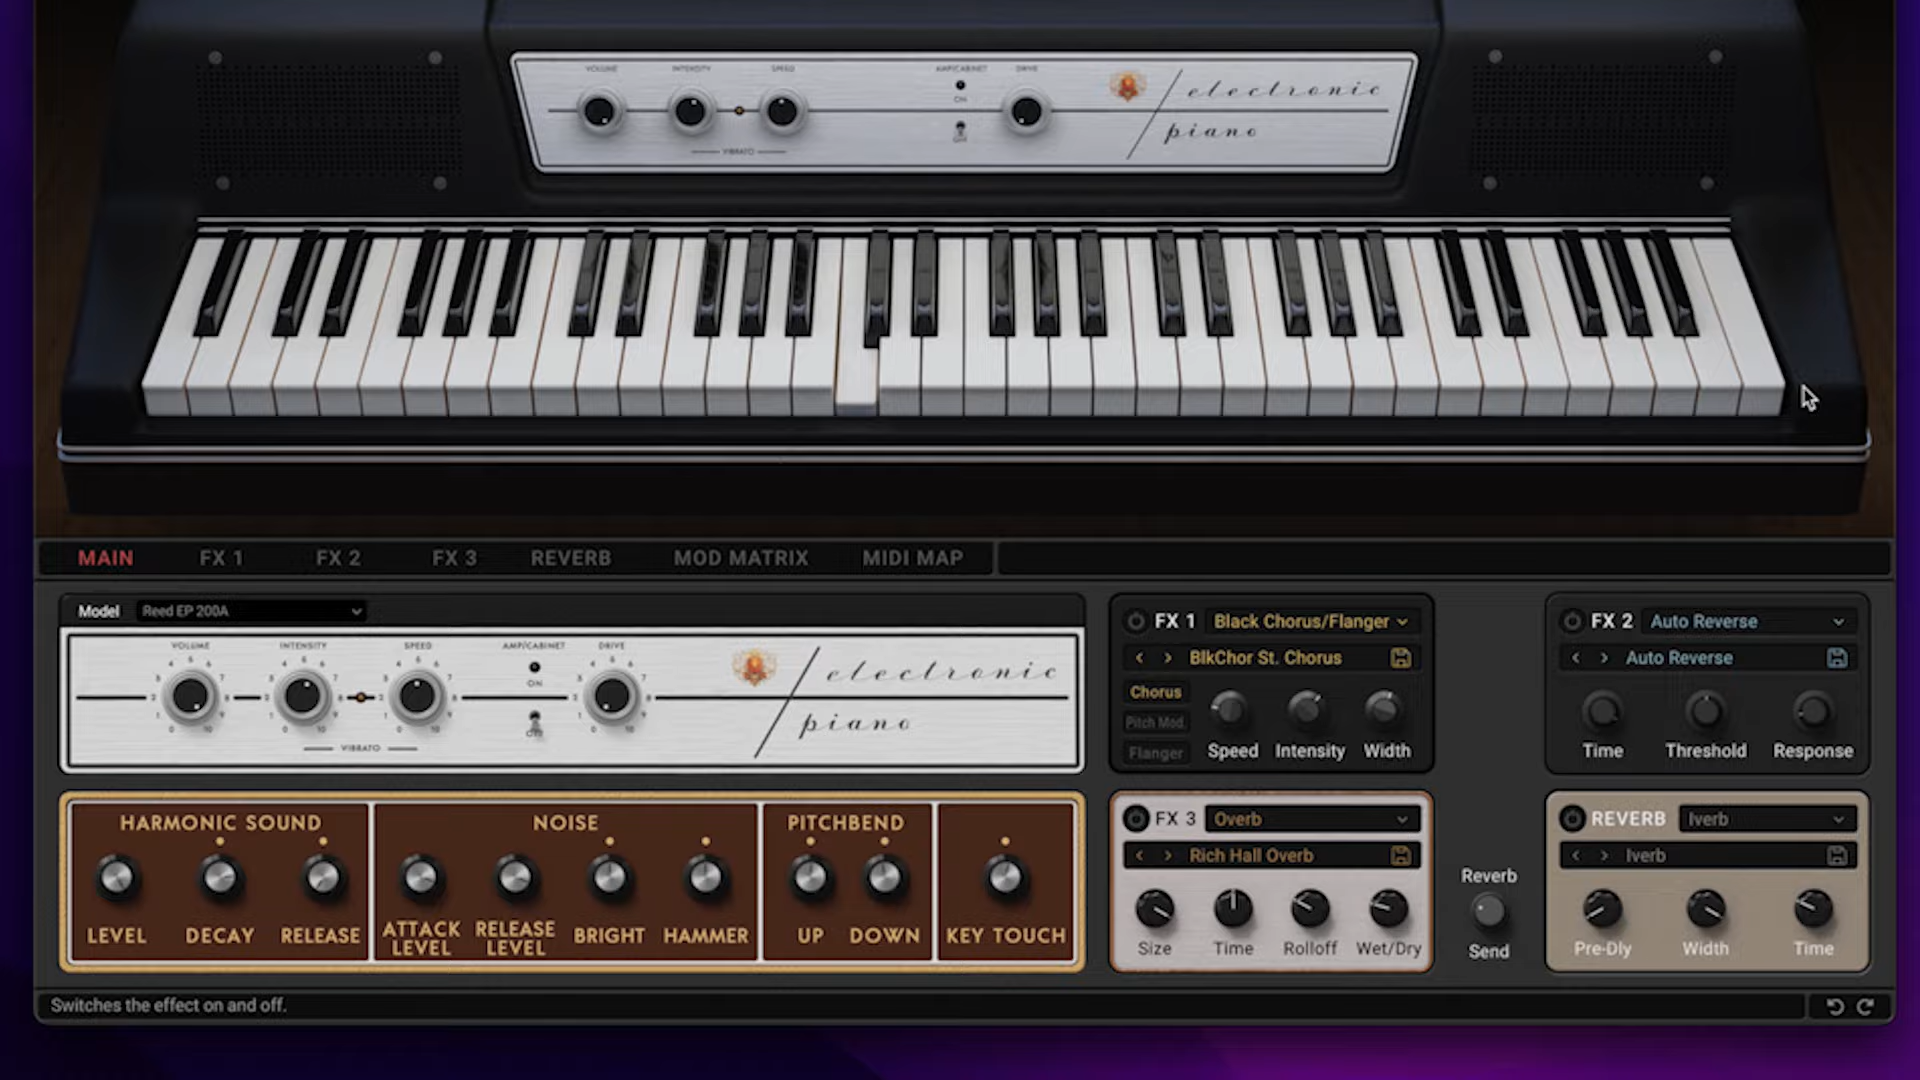 VOLUME INTENSITY SPEED AMP/CABINET DRIVE
ON
OFF
VIBRATO
electronic
piano
MAIN FX 1 FX 2 FX 3 REVERB MOD MATRIX MIDI MAP
Model Reed EP 200A
VOLUME INTENSITY SPEED AMP/CABINET DRIVE
ON
OFF
VIBRATO
electronic
piano
FX 1 Black Chorus/Flanger
BlkChor St. Chorus
Chorus
Pitch Mod.
Flanger
Speed Intensity Width
FX 2 Auto Reverse
Auto Reverse
Time Threshold Response
HARMONIC SOUND
LEVEL DECAY RELEASE
NOISE
ATTACK LEVEL
RELEASE LEVEL
BRIGHT HAMMER
PITCHBEND
UP DOWN
KEY TOUCH
FX 3 Overb
Rich Hall Overb
Size Time Rolloff Wet/Dry
Reverb
Send
REVERB Iverb
Iverb
Pre-Dly Width Time
Switches the effect on and off.